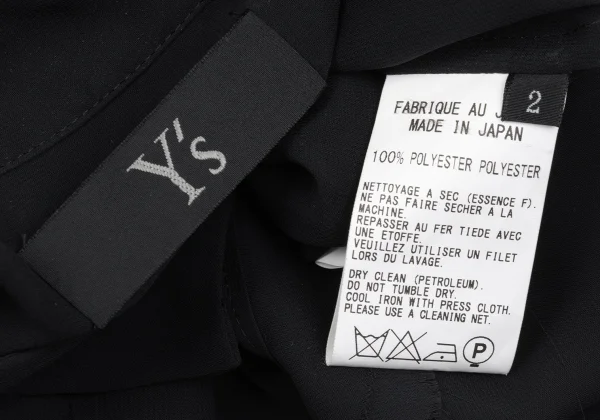 Y's
2
FABRIQUE AU J
MADE IN JAPAN
100% POLYESTER POLYESTER
NETTOYAGE A SEC (ESSENCE F).
NE PAS FAIRE SECHER A LA
MACHINE.
REPASSER AU FER TIEDE AVEC
UNE ETOFFE.
VEUILLEZ UTILISER UN FILET
LORS DU LAVAGE.
DRY CLEAN (PETROLEUM).
DO NOT TUMBLE DRY.
COOL IRON WITH PRESS CLOTH.
PLEASE USE A CLEANING NET.
P